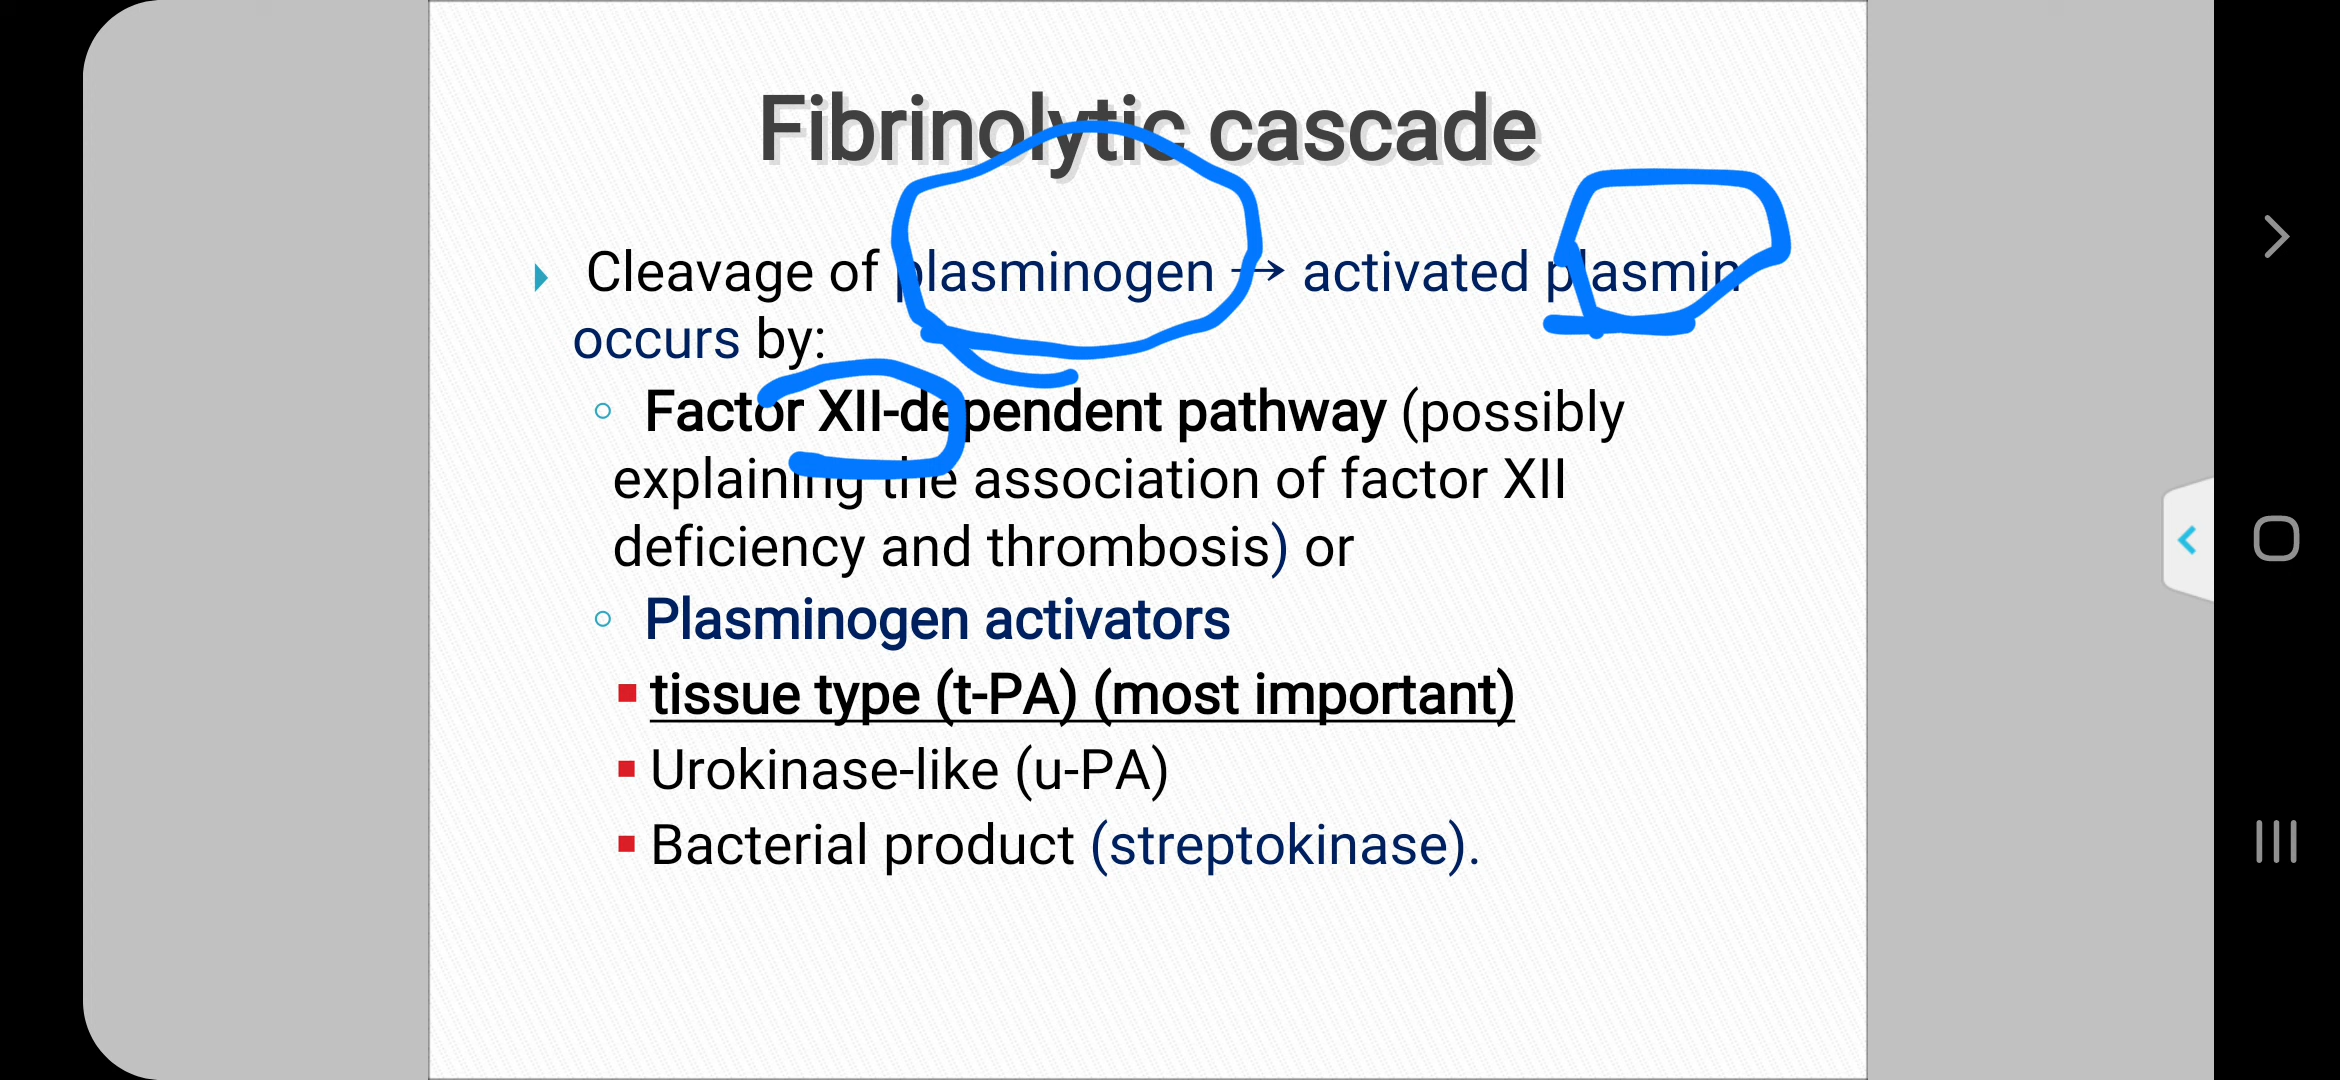 Fibrinolytic cascade
Cleavage of plasminogen → activated plasmin
occurs by:
Factor XII-dependent pathway (possibly
explaining the association of factor XII
deficiency and thrombosis) or
Plasminogen activators
tissue type (t-PA) (most important)
Urokinase-like (u-PA)
Bacterial product (streptokinase).